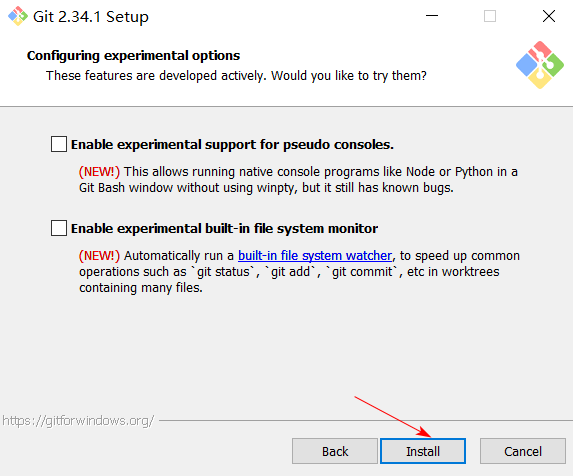 Git 2.34.1 Setup
Configuring experimental options
These features are developed actively. Would you like to try them?
Enable experimental support for pseudo consoles.
(NEW!) This allows running native console programs like Node or Python in a
Git Bash window without using winpty, but it still has known bugs.
Enable experimental built-in file system monitor
(NEW!) Automatically run a built-in file system watcher, to speed up common
operations such as `git status`, `git add`, `git commit`, etc in worktrees
containing many files.
https://gitforwindows.org/
Back
Install
Cancel